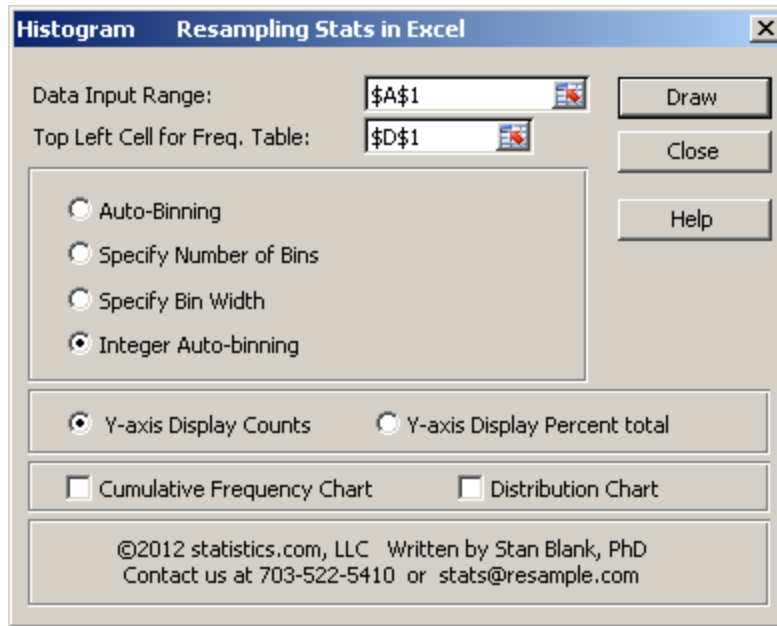 Histogram Resampling Stats in Excel
Data Input Range: $A$1
Draw
Top Left Cell for Freq. Table: $D$1
Close
Auto-Binning
Help
Specify Number of Bins
Specify Bin Width
Integer Auto-binning
Y-axis Display Counts Y-axis Display Percent total
Cumulative Frequency Chart Distribution Chart
©2012 statistics.com, LLC Written by Stan Blank, PhD
Contact us at 703-522-5410 or stats@resample.com